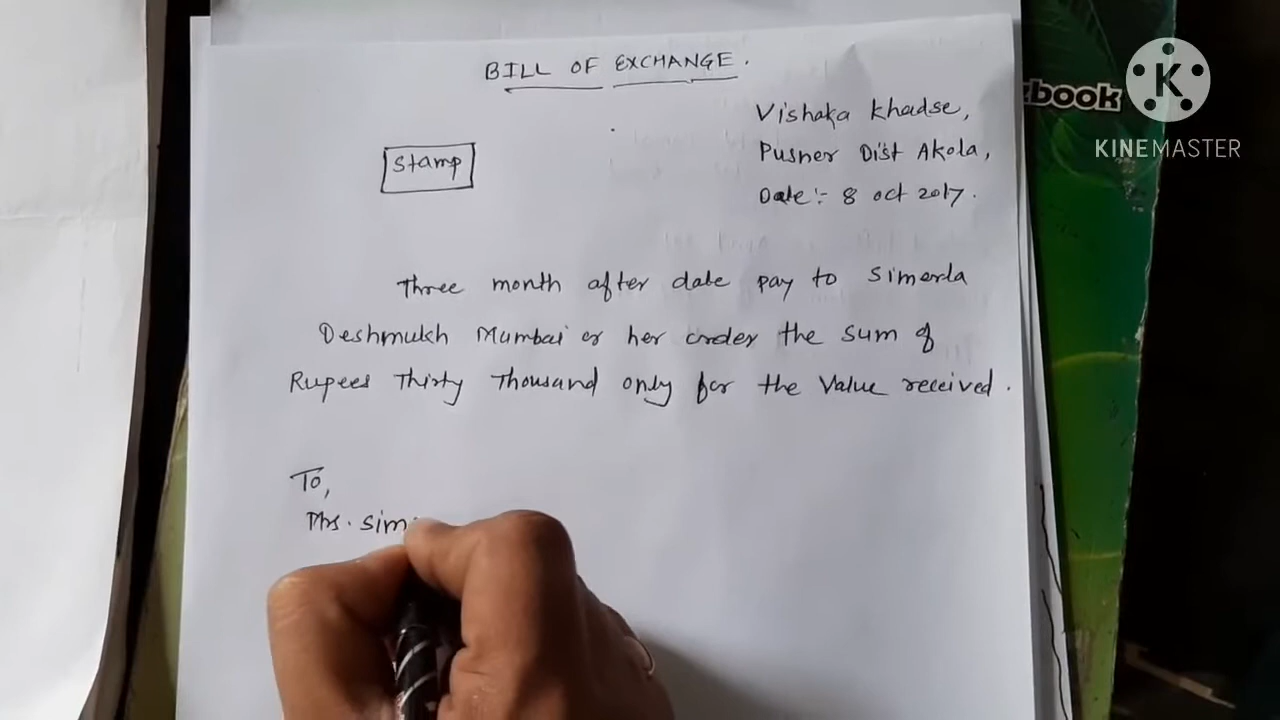 BILL OF EXCHANGE.
Vishaka Khadse,
Stamp
Pusner Dist Akola,
Date:- 8 oct 2017.
Three month after date pay to Simerla
Deshmukh Mumbai or her order the sum of
Rupees Thirty Thousand only for the Value received.
To,
Mrs. Sim
zbook
K
KINEMASTER